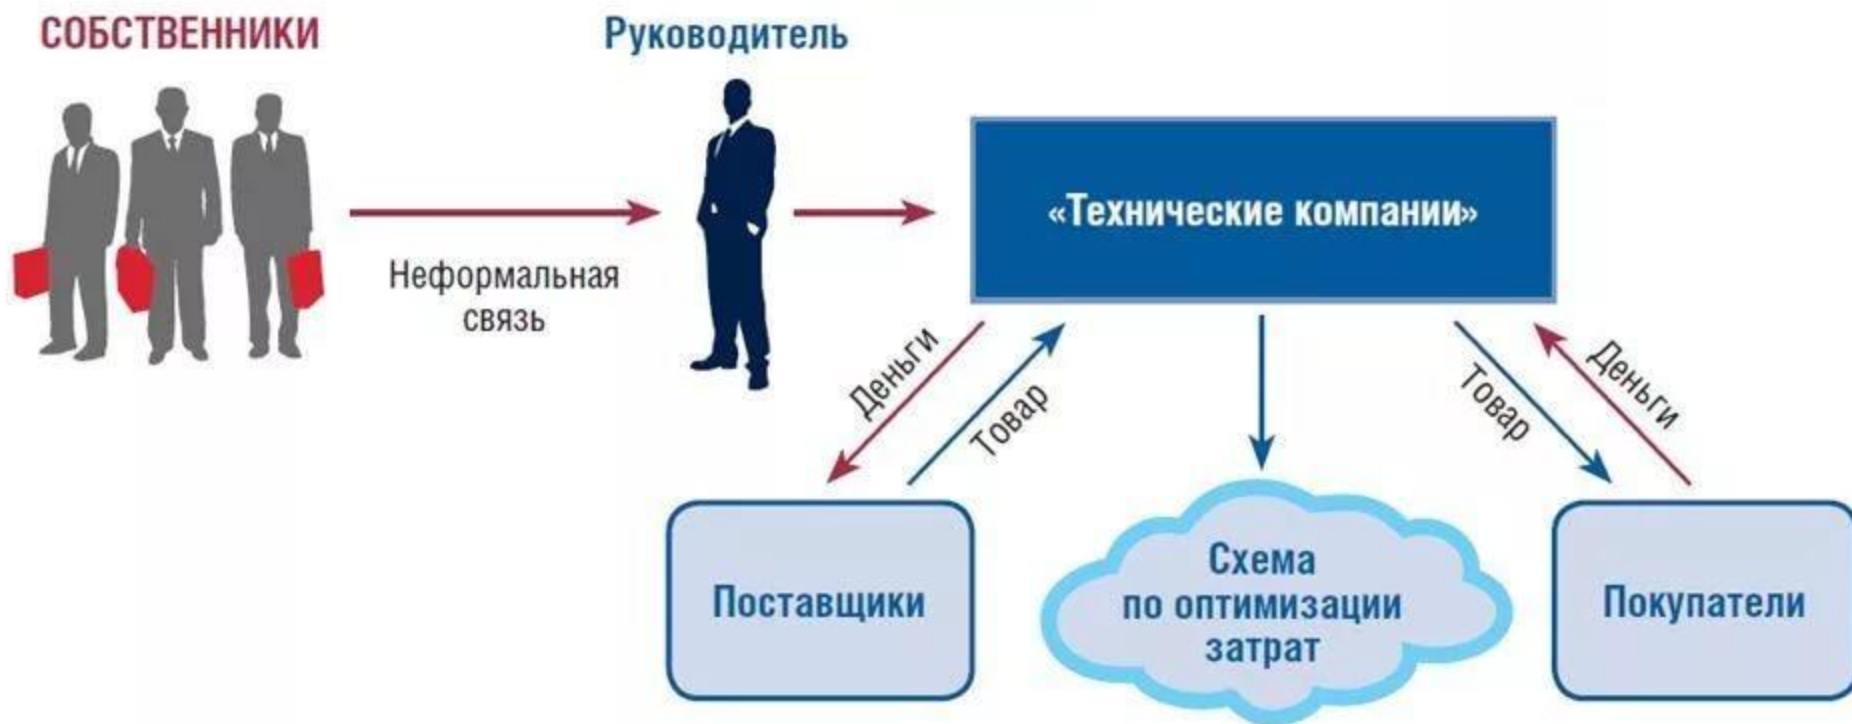 СОБСТВЕННИКИ
Руководитель
Неформальная
связь
«Технические компании»
Деньги
Товар
Товар
Деньги
Поставщики
Схема
по оптимизации
затрат
Покупатели